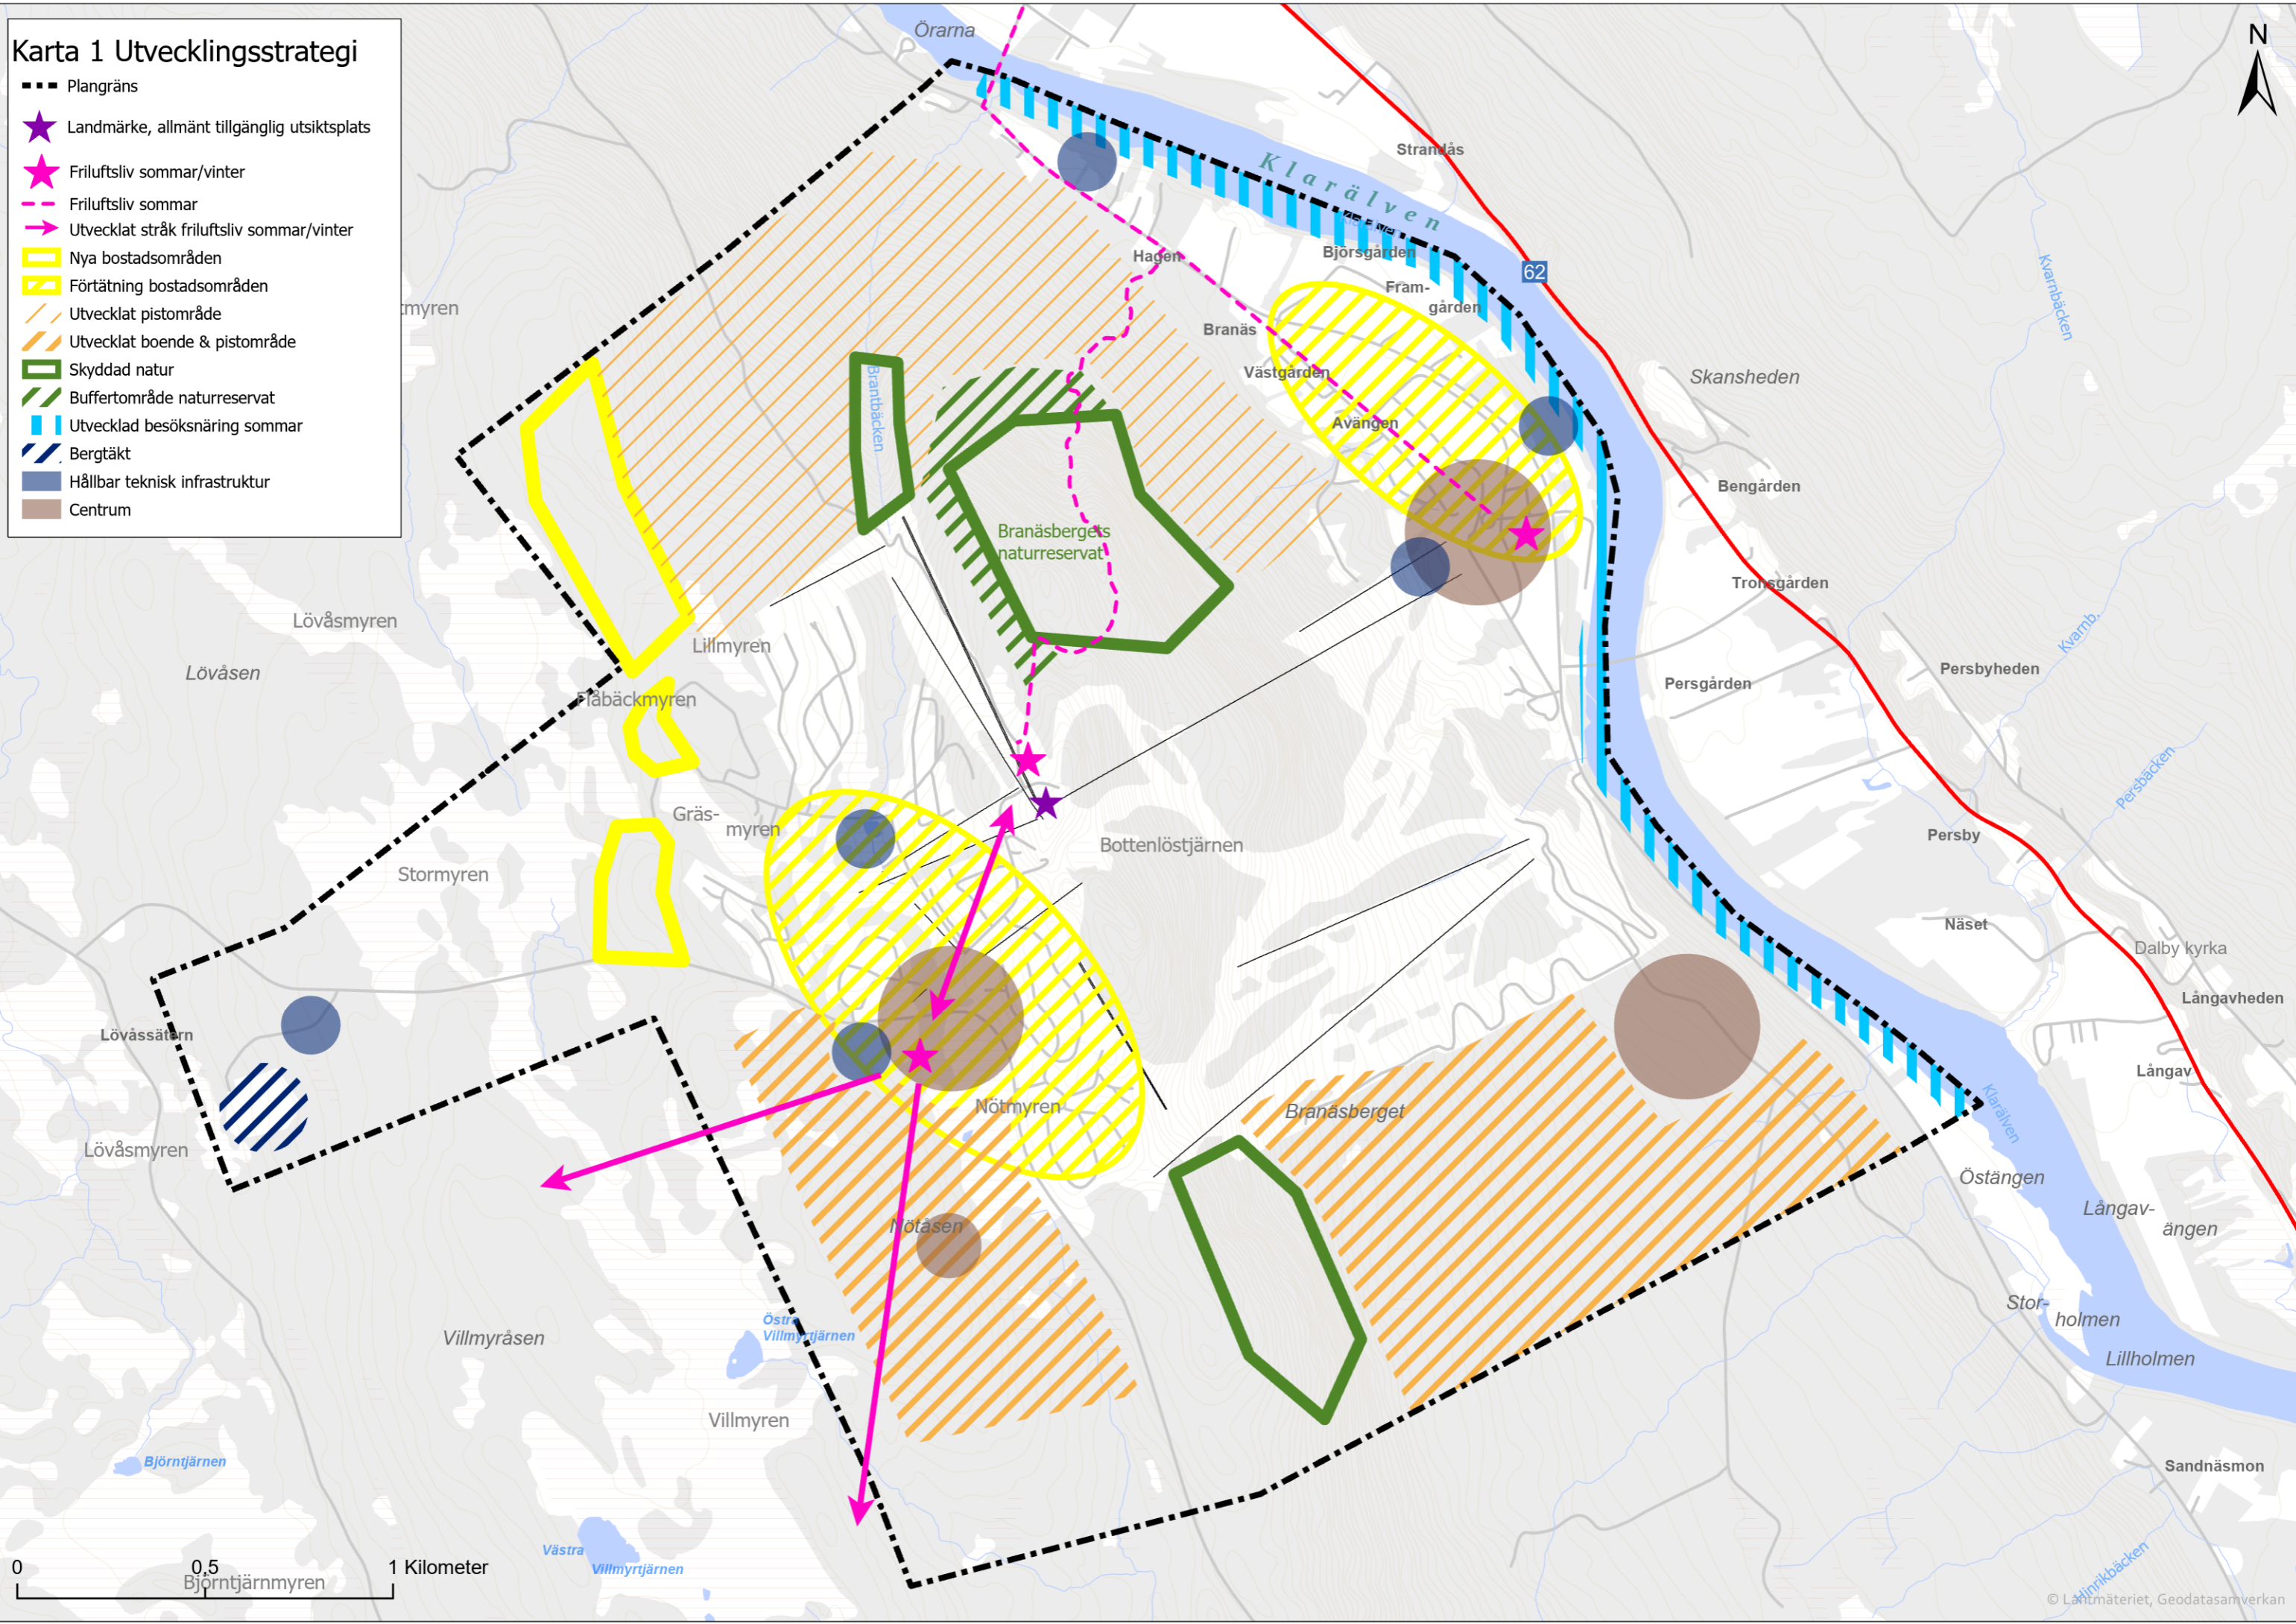 Karta 1 Utvecklingsstrategi
Plangräns
Landmärke, allmänt tillgänglig utsiktsplats
Friluftsliv sommar/vinter
Friluftsliv sommar
Utvecklat stråk friluftsliv sommar/vinter
Nya bostadsområden
Förtätning bostadsområden
Utvecklat pistområde
Utvecklat boende & pistområde
Skyddad natur
Buffertområde naturreservat
Utvecklad besöksnäring sommar
Bergtäkt
Hållbar teknisk infrastruktur
Centrum
N
Örarna
Klarälven
Strandås
62
Hagen
Björsgården
Fram-
gården
Branäs
Västgården
Avängen
Skansheden
Kvarnbäcken
Bengården
Tronsgården
Kvarnb.
Persgården
Persbyheden
Persbäcken
Persby
Näset
Dalby kyrka
Långavheden
Långav
Klarälven
Östängen
Långav-
ängen
Stor-
holmen
Lillholmen
Sandnäsmon
Hinrikbäcken
© Lantmäteriet, Geodatasamverkan
tmyren
Brantbäcken
Branäsbergets
naturreservat
Lövåsmyren
Lövåsen
Lillmyren
Flåbäckmyren
Gräs-
myren
Stormyren
Bottenlöstjärnen
Lövåssätern
Lövåsmyren
Nötmyren
Branäsberget
Nötåsen
Villmyråsen
Östra
Villmyrtjärnen
Villmyren
Björntjärnen
Västra
Villmyrtjärnen
Björntjärnmyren
0
0,5
1 Kilometer